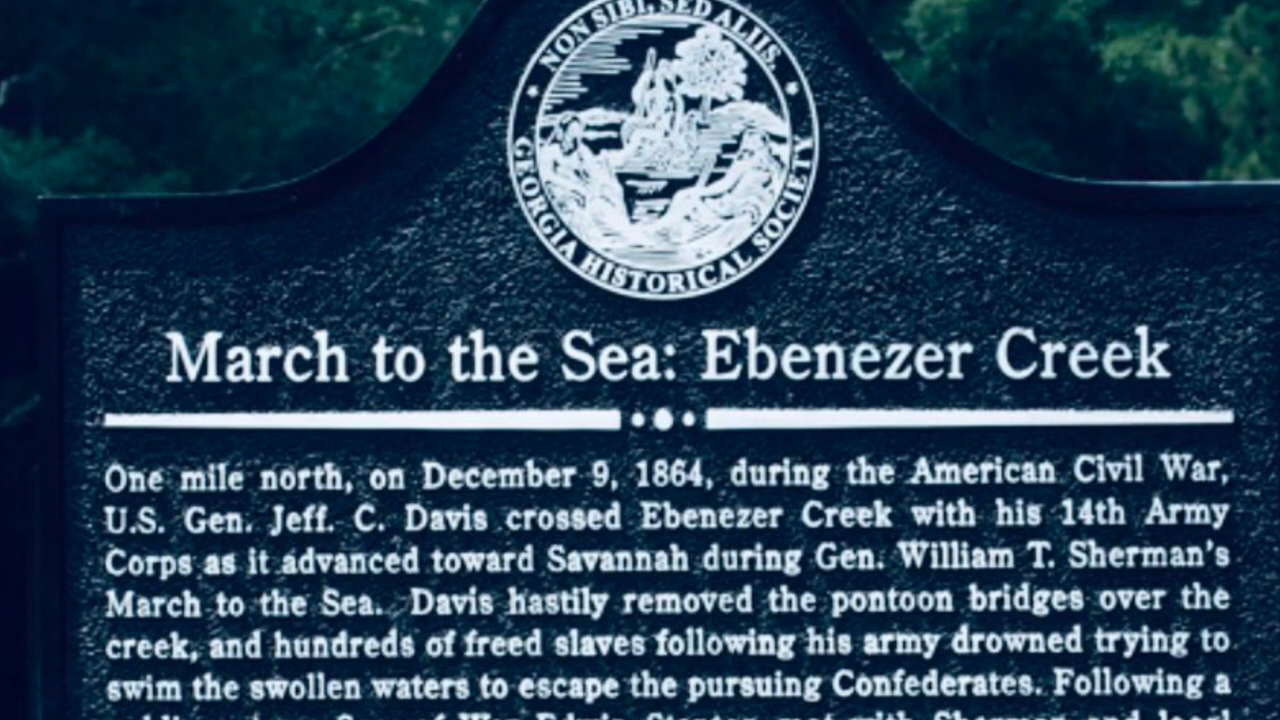 NON SIBI, SED ALIIS.
GEORGIA HISTORICAL SOCIETY
March to the Sea: Ebenezer Creek
One mile north, on December 9, 1864, during the American Civil War,
U.S. Gen. Jeff. C. Davis crossed Ebenezer Creek with his 14th Army
Corps as it advanced toward Savannah during Gen. William T. Sherman's
March to the Sea. Davis hastily removed the pontoon bridges over the
creek, and hundreds of freed slaves following his army drowned trying to
swim the swollen waters to escape the pursuing Confederates. Following a